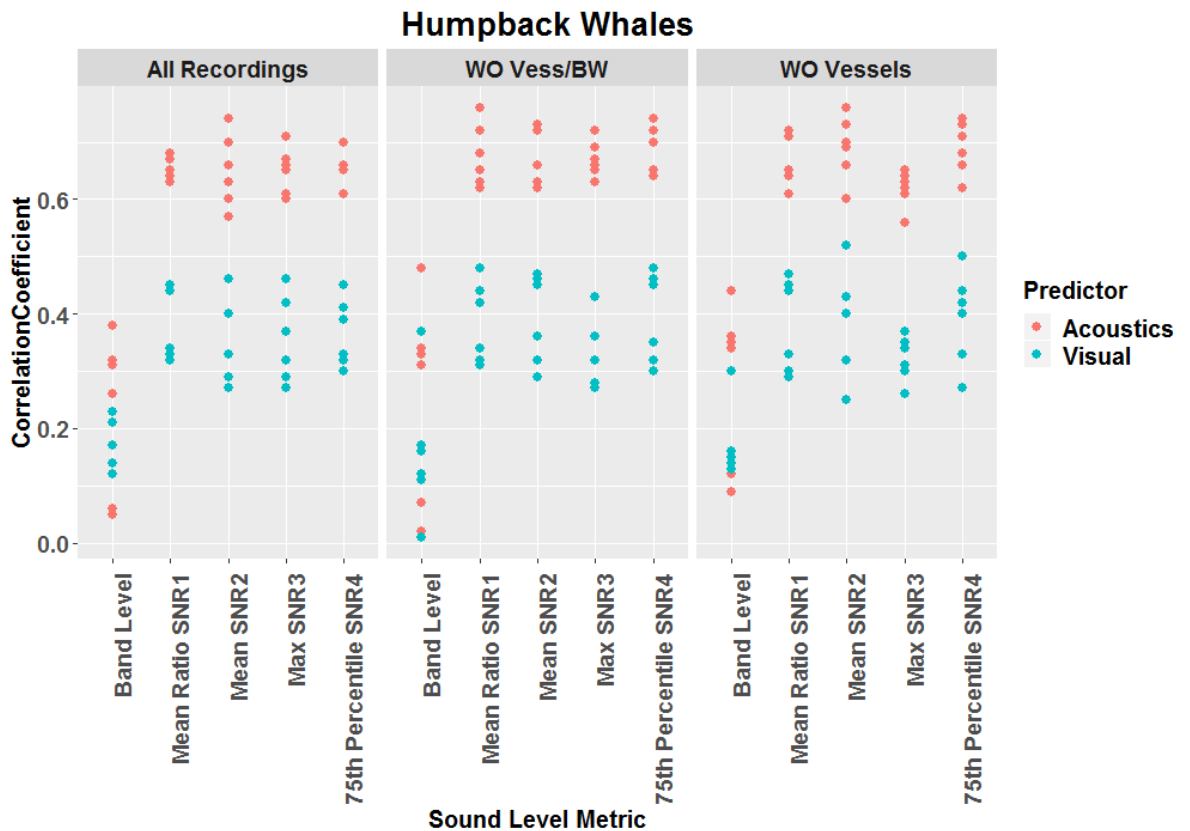 Humpback Whales
All Recordings
WO Vess/BW
WO Vessels
CorrelationCoefficient
0.6
0.4
0.2
0.0
Band Level
Mean Ratio SNR1
Mean SNR2
Max SNR3
75th Percentile SNR4
Band Level
Mean Ratio SNR1
Mean SNR2
Max SNR3
75th Percentile SNR4
Band Level
Mean Ratio SNR1
Mean SNR2
Max SNR3
75th Percentile SNR4
Sound Level Metric
Predictor
Acoustics
Visual